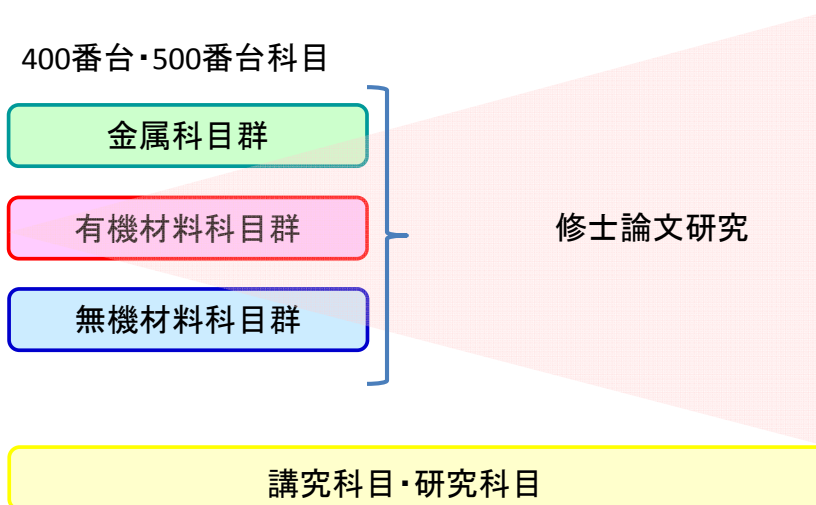 400番台・500番台科目
金属科目群
有機材料科目群
修士論文研究
無機材料科目群
講究科目・研究科目